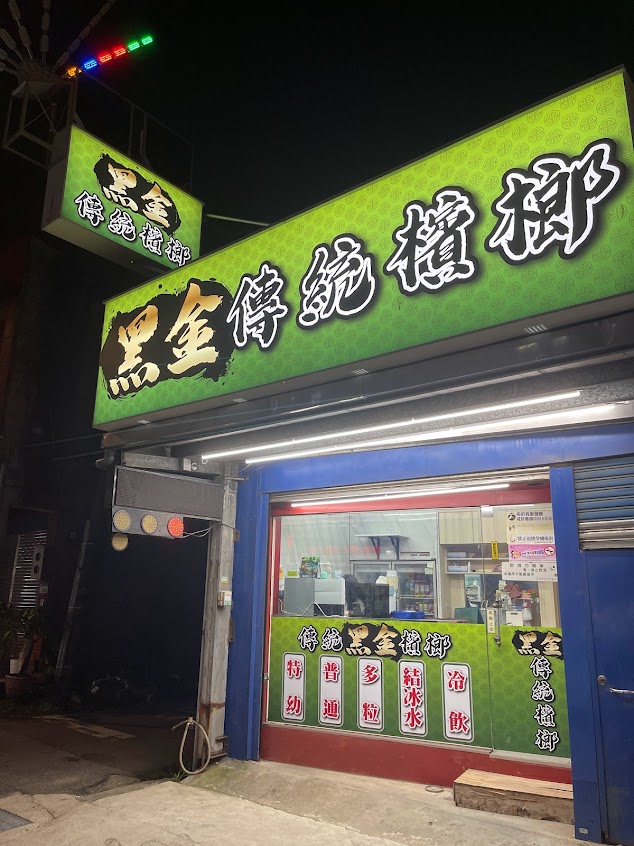 黑金
傳統檳榔
黑金傳統檳榔
傳統黑金檳榔
特幼
普通
多粒
結冰水
冷飲
黑金
傳統檳榔